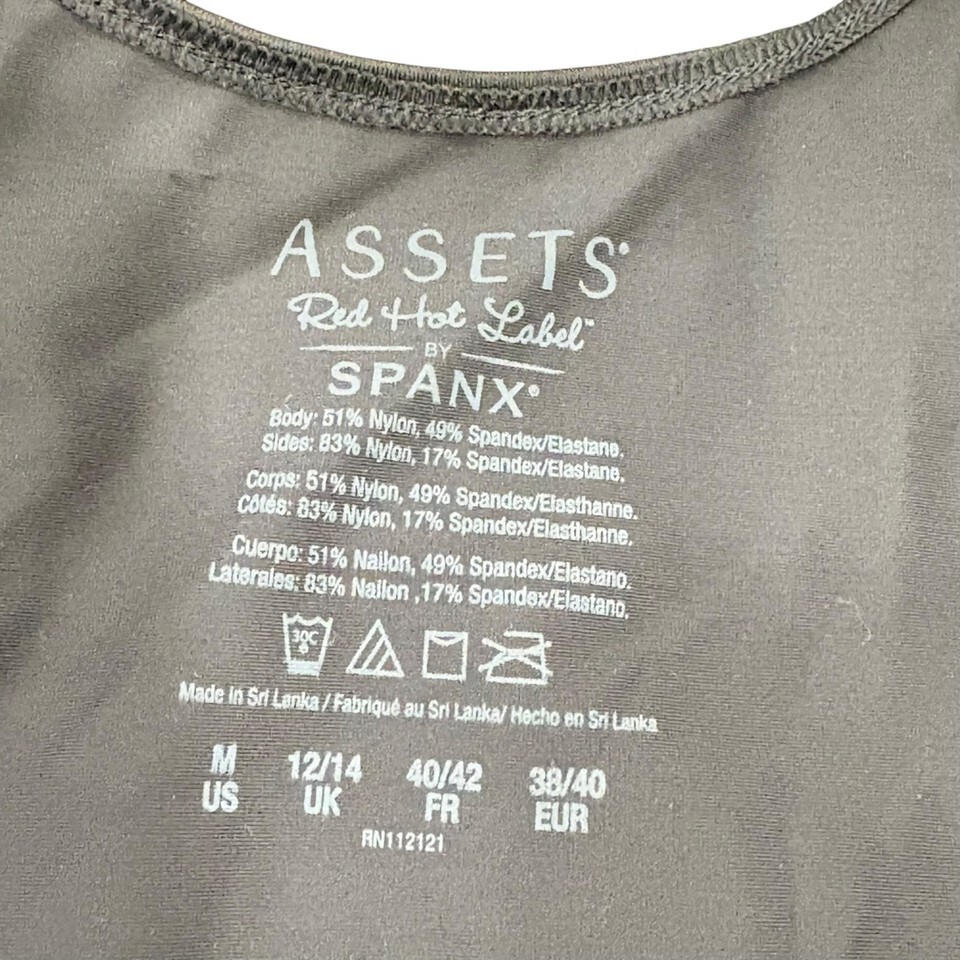 ASSETS®
Red Hot Label™
BY
SPANX®
Body: 51% Nylon, 49% Spandex/Elastane.
Sides: 83% Nylon, 17% Spandex/Elastane.
Corps: 51% Nylon, 49% Spandex/Elasthanne.
Côtés: 83% Nylon, 17% Spandex/Elasthanne.
Cuerpo: 51% Nailon, 49% Spandex/Elastano.
Laterales: 83% Nailon ,17% Spandex/Elastano.
30C
Made in Sri Lanka / Fabriqué au Sri Lanka/ Hecho en Sri Lanka
M 12/14 40/42 38/40
US UK FR EUR
RN112121